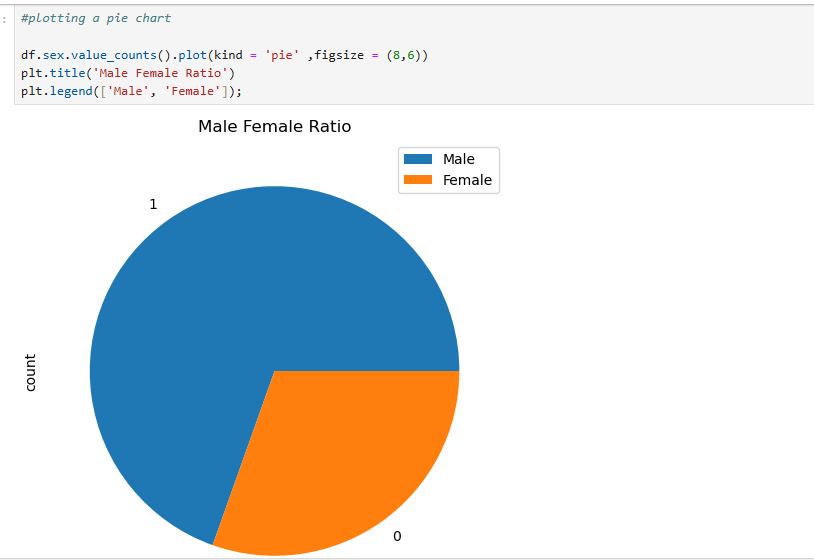 :
#plotting a pie chart
df.sex.value_counts().plot(kind = 'pie' ,figsize = (8,6))
plt.title('Male Female Ratio')
plt.legend(['Male', 'Female']);
Male Female Ratio
Male
Female
1
count
0